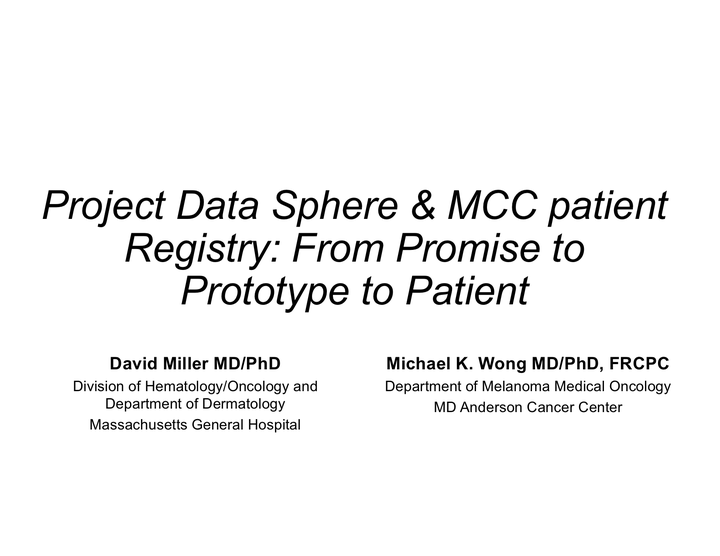 Project Data Sphere & MCC patient
Registry: From Promise to
Prototype to Patient
David Miller MD/PhD
Division of Hematology/Oncology and
Department of Dermatology
Massachusetts General Hospital
Michael K. Wong MD/PhD, FRCPC
Department of Melanoma Medical Oncology
MD Anderson Cancer Center